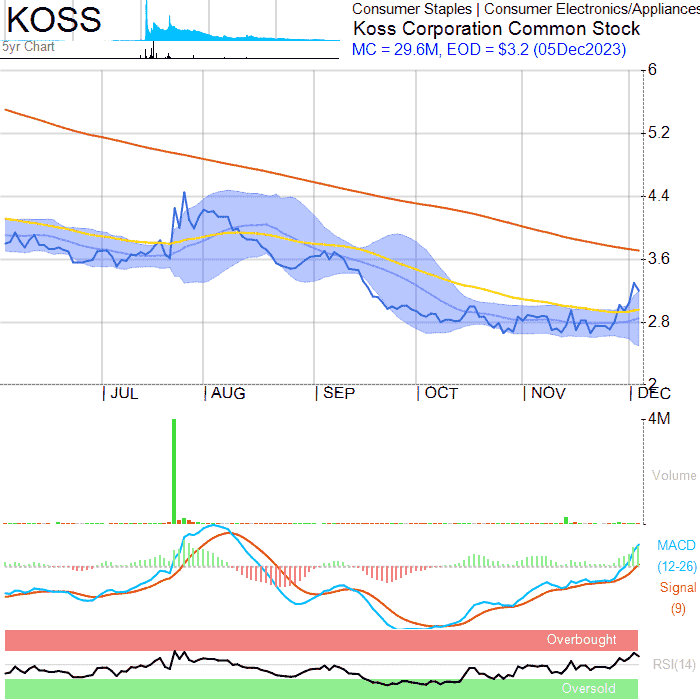 KOSS
5yr Chart
Consumer Staples | Consumer Electronics/Appliances
Koss Corporation Common Stock
MC = 29.6M, EOD = $3.2 (05Dec2023)
6
5.2
4.4
3.6
2.8
2
JUL
AUG
SEP
OCT
NOV
DEC
4M
Volume
MACD
(12-26)
Signal
(9)
Overbought
RSI(14)
Oversold